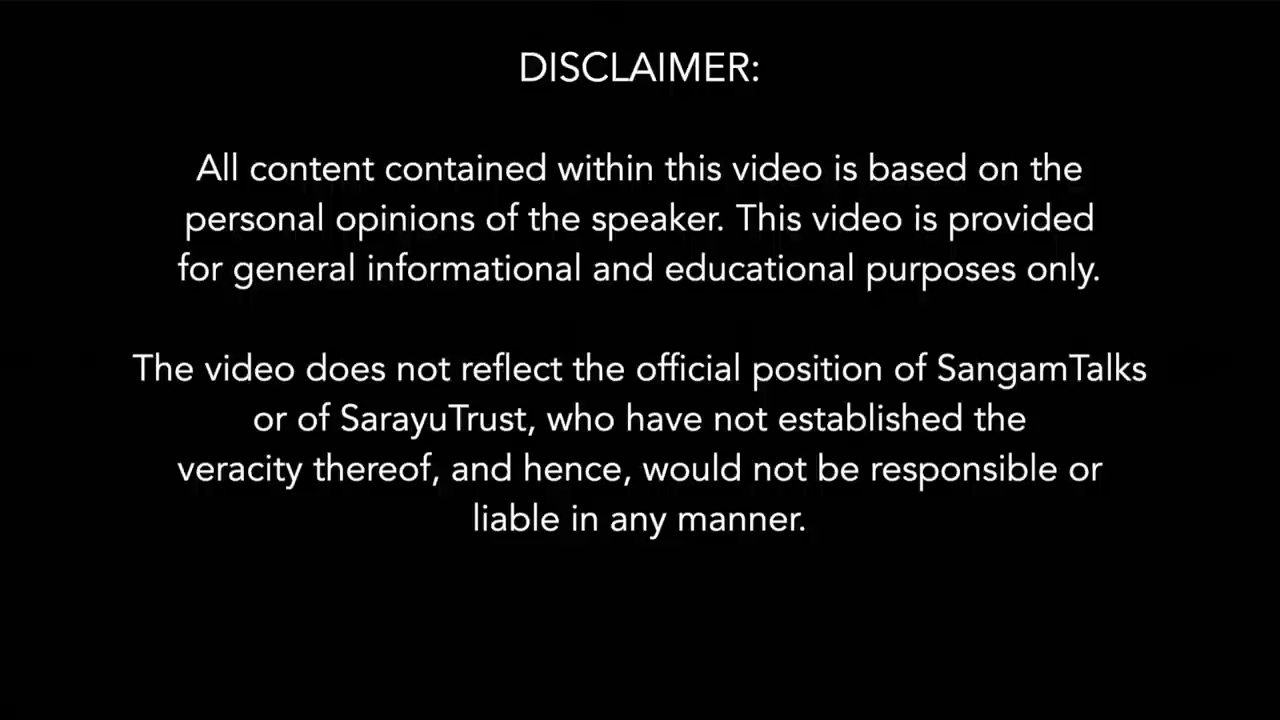 DISCLAIMER:
All content contained within this video is based on the
personal opinions of the speaker. This video is provided
for general informational and educational purposes only.
The video does not reflect the official position of SangamTalks
or of SarayuTrust, who have not established the
veracity thereof, and hence, would not be responsible or
liable in any manner.